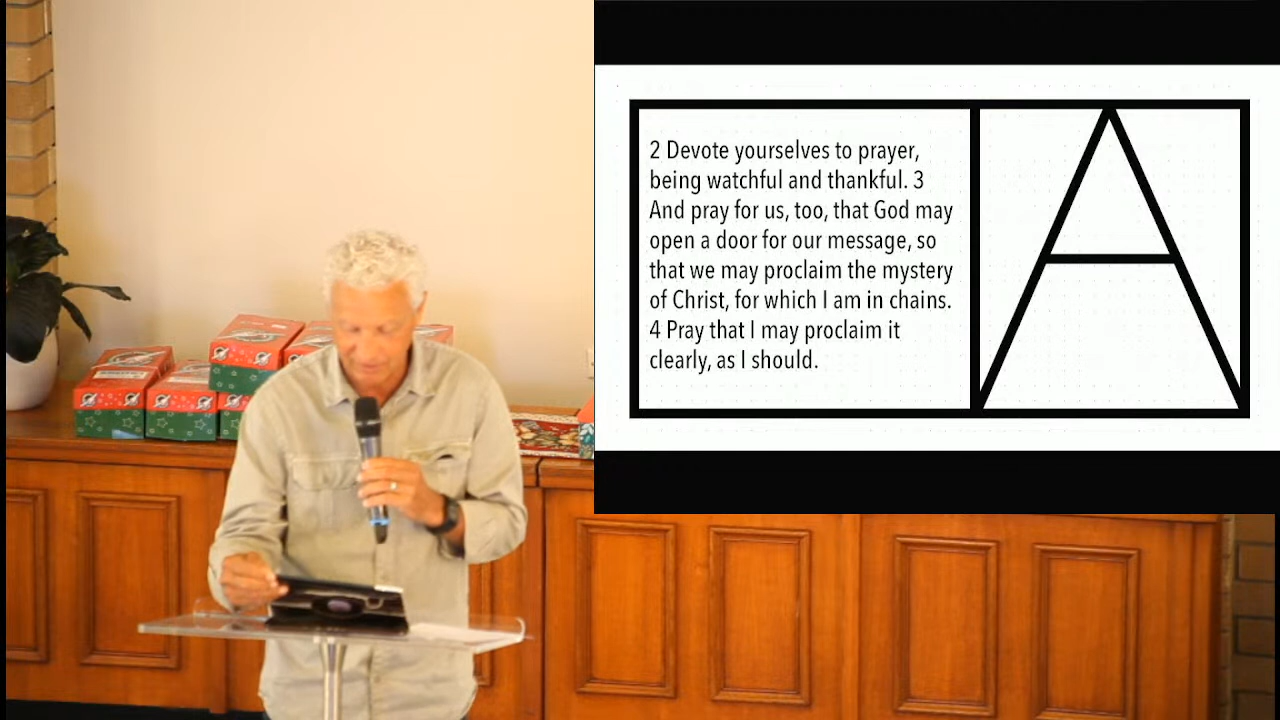 2 Devote yourselves to prayer,
being watchful and thankful. 3
And pray for us, too, that God may
open a door for our message, so
that we may proclaim the mystery
of Christ, for which I am in chains.
4 Pray that I may proclaim it
clearly, as I should.
A